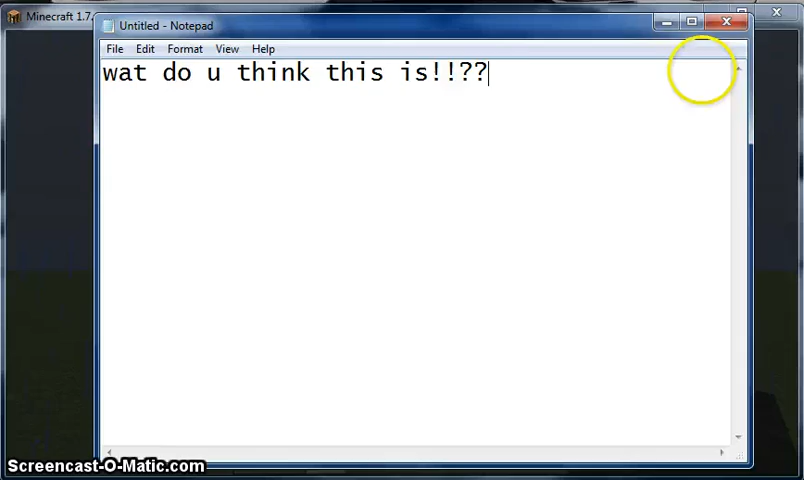 Minecraft 1.7.
Untitled - Notepad
File Edit Format View Help
wat do u think this is!!??
Screencast-O-Matic.com